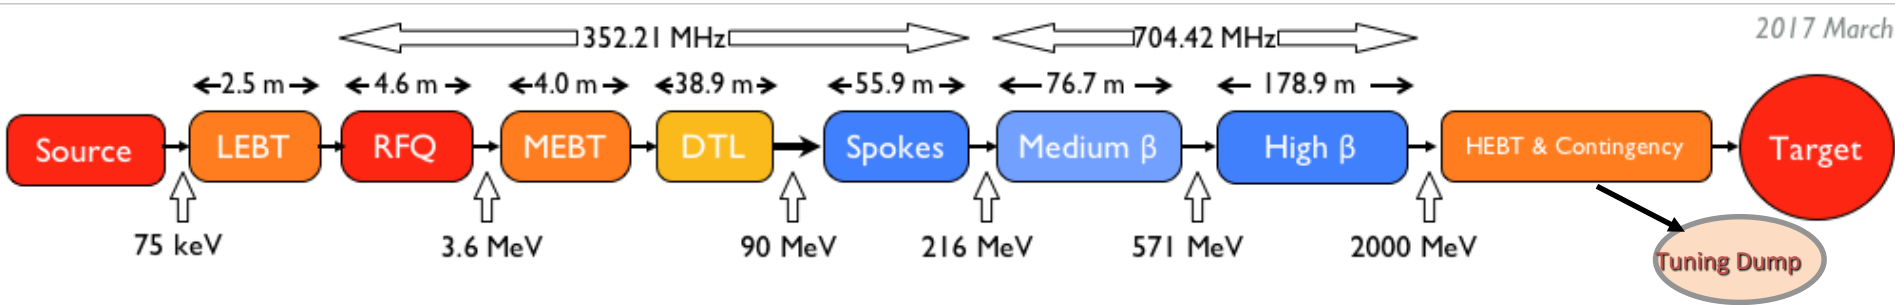 2017 March
352.21 MHz
704.42 MHz
2.5 m
4.6 m
4.0 m
38.9 m
55.9 m
76.7 m
178.9 m
Source
LEBT
RFQ
MEBT
DTL
Spokes
Medium β
High β
HEBT & Contingency
Target
75 keV
3.6 MeV
90 MeV
216 MeV
571 MeV
2000 MeV
Tuning Dump